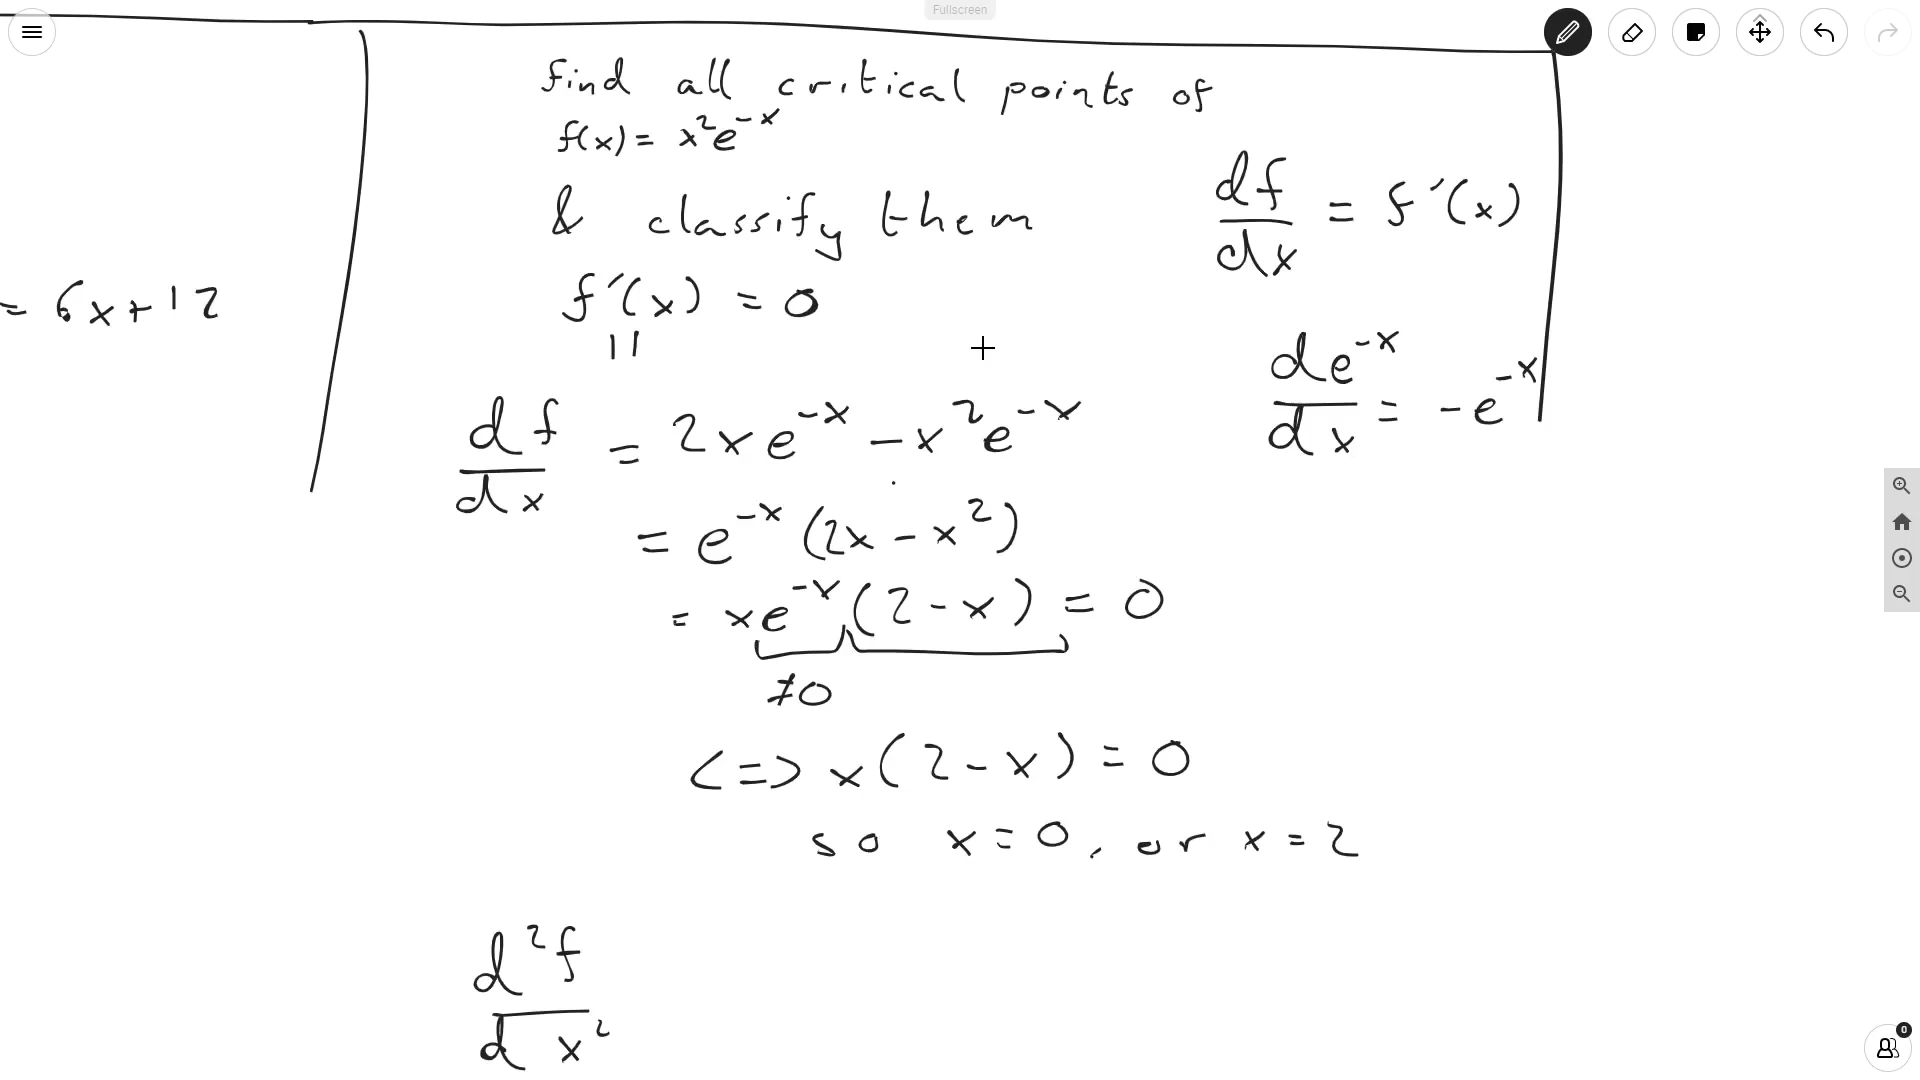 Fullscreen
find all critical points of
f(x) = x²e^-x
& classify them
df/dx = f'(x)
f'(x) = 0
= 6x+12
||
de^-x/dx = -e^-x
df/dx = 2xe^-x - x²e^-x
= e^-x (2x - x²)
= xe^-x (2 - x) = 0
≠0
<=> x(2 - x) = 0
so x = 0, or x = 2
d²f/dx²
0